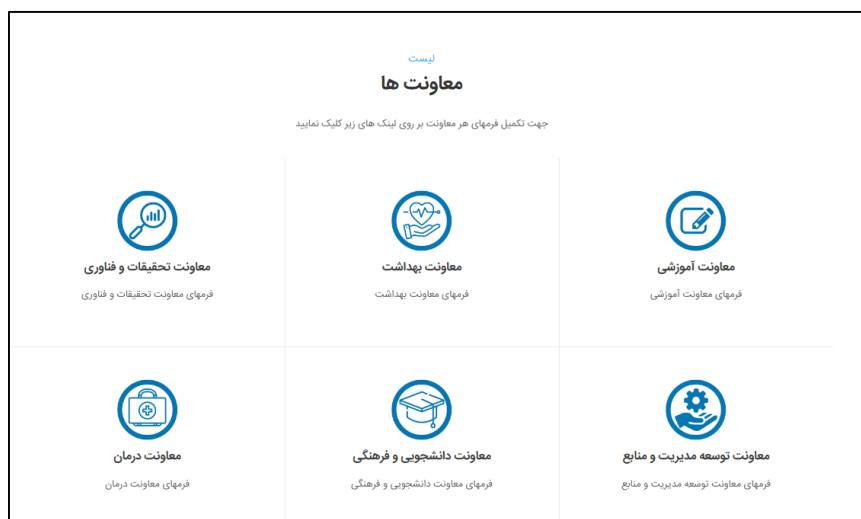 لیست
معاونت ها
جهت تکمیل فرمهای هر معاونت بر روی لینک های زیر کلیک نمایید
معاونت آموزشی
فرمهای معاونت آموزشی
معاونت بهداشت
فرمهای معاونت بهداشت
معاونت تحقیقات و فناوری
فرمهای معاونت تحقیقات و فناوری
معاونت توسعه مدیریت و منابع
فرمهای معاونت توسعه مدیریت و منابع
معاونت دانشجویی و فرهنگی
فرمهای معاونت دانشجویی و فرهنگی
معاونت درمان
فرمهای معاونت درمان